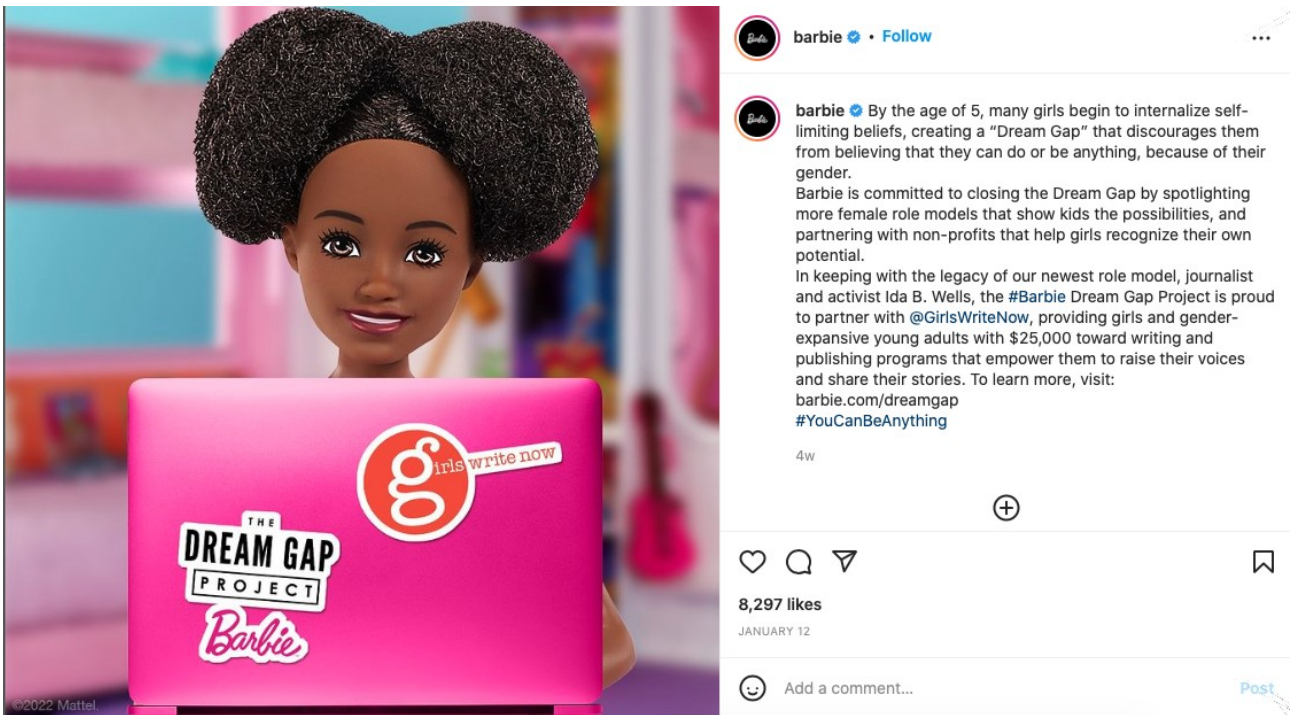 girls write now
THE
DREAM GAP
PROJECT
Barbie
©2022 Mattel.
Barbie
barbie • Follow
Barbie
barbie By the age of 5, many girls begin to internalize self-
limiting beliefs, creating a “Dream Gap” that discourages them
from believing that they can do or be anything, because of their
gender.
Barbie is committed to closing the Dream Gap by spotlighting
more female role models that show kids the possibilities, and
partnering with non-profits that help girls recognize their own
potential.
In keeping with the legacy of our newest role model, journalist
and activist Ida B. Wells, the #Barbie Dream Gap Project is proud
to partner with @GirlsWriteNow, providing girls and gender-
expansive young adults with $25,000 toward writing and
publishing programs that empower them to raise their voices
and share their stories. To learn more, visit:
barbie.com/dreamgap
#YouCanBeAnything
4w
8,297 likes
JANUARY 12
Add a comment...
Post